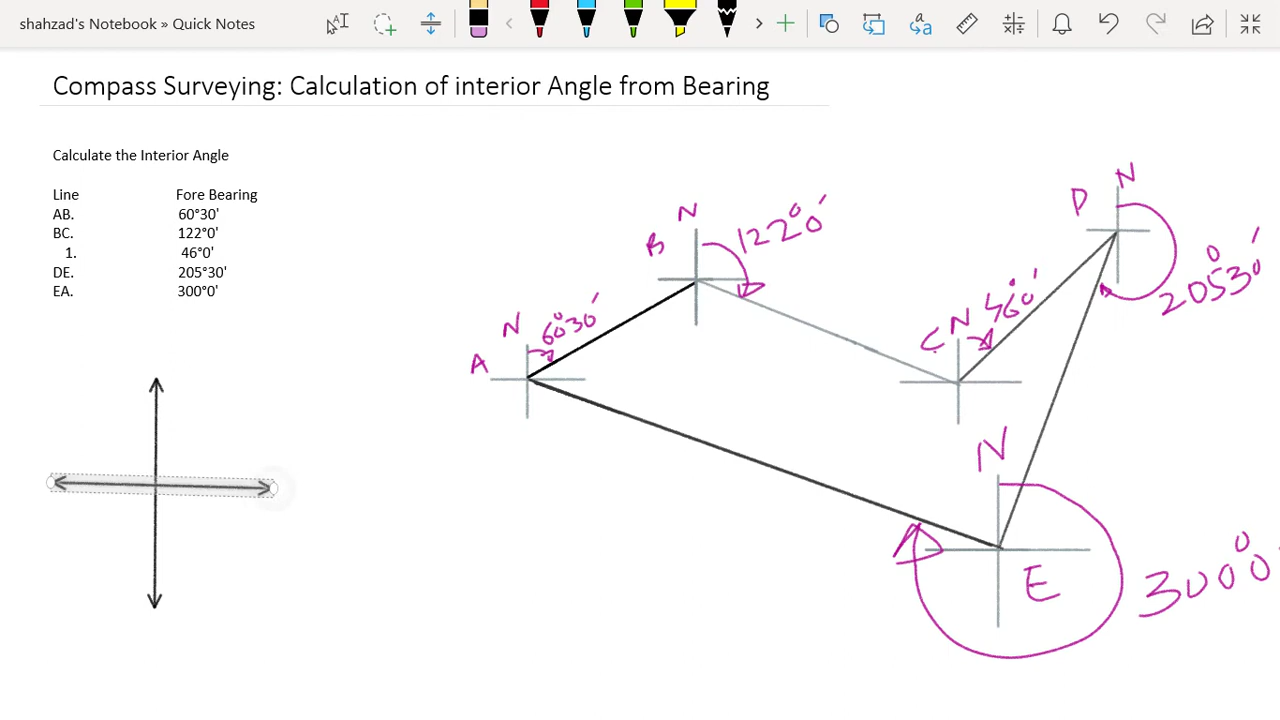 shahzad's Notebook » Quick Notes
Compass Surveying: Calculation of interior Angle from Bearing
Calculate the Interior Angle
Line Fore Bearing
AB. 60°30'
BC. 122°0'
1. 46°0'
DE. 205°30'
EA. 300°0'
N
D
N
122°0'
B
205°30'
N
60°30'
C
N
46°0'
A
N
E
300°0